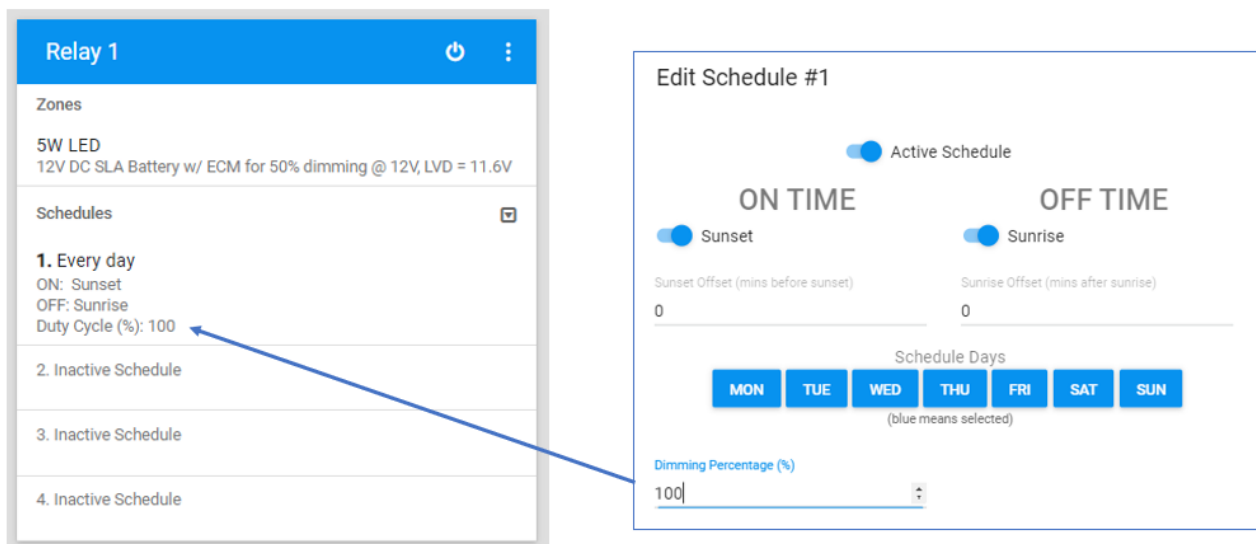 Relay 1
Zones
5W LED
12V DC SLA Battery w/ ECM for 50% dimming @ 12V, LVD = 11.6V
Schedules
1. Every day
ON: Sunset
OFF: Sunrise
Duty Cycle (%): 100
2. Inactive Schedule
3. Inactive Schedule
4. Inactive Schedule
Edit Schedule #1
Active Schedule
ON TIME
OFF TIME
Sunset
Sunrise
Sunset Offset (mins before sunset)
Sunrise Offset (mins after sunrise)
0
0
Schedule Days
MON TUE WED THU FRI SAT SUN
(blue means selected)
Dimming Percentage (%)
100